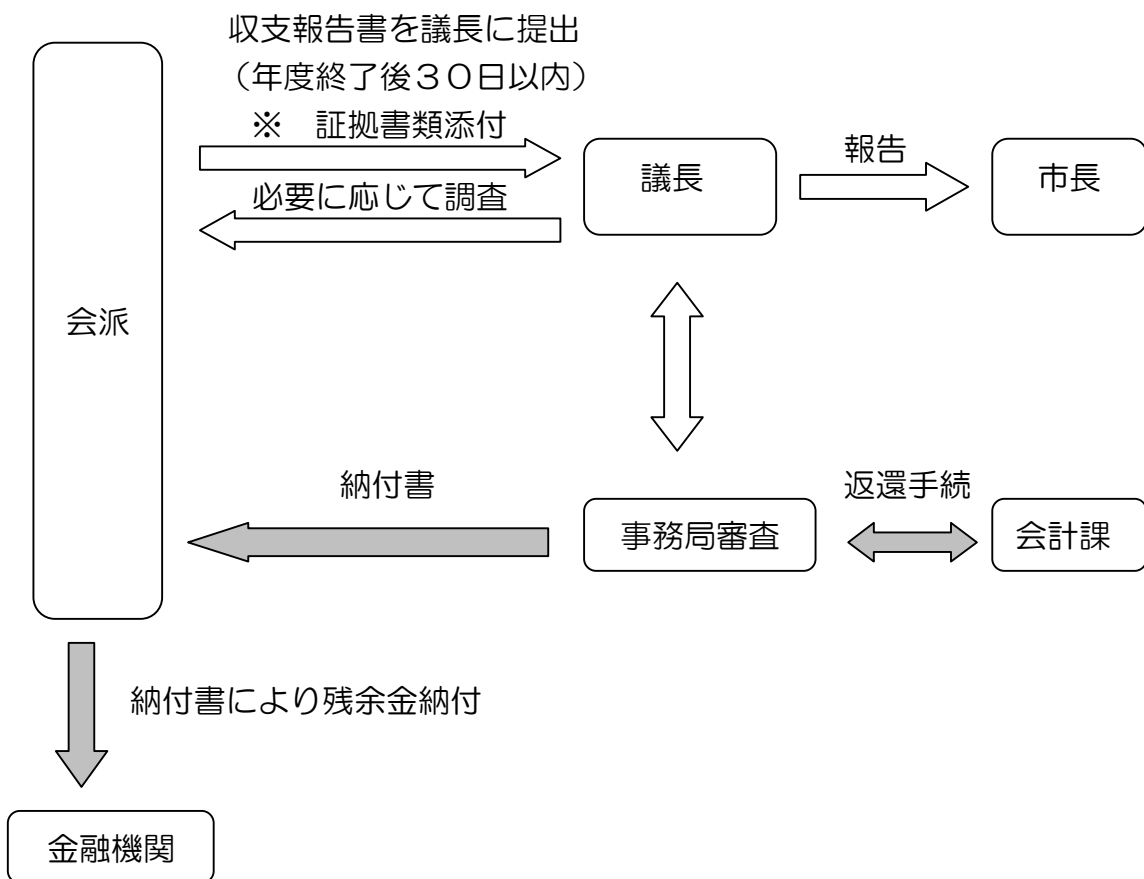 収支報告書を議長に提出
（年度終了後３０日以内）
※　証拠書類添付
必要に応じて調査
会派
議長
報告
市長
納付書
事務局審査
返還手続
会計課
納付書により残余金納付
金融機関